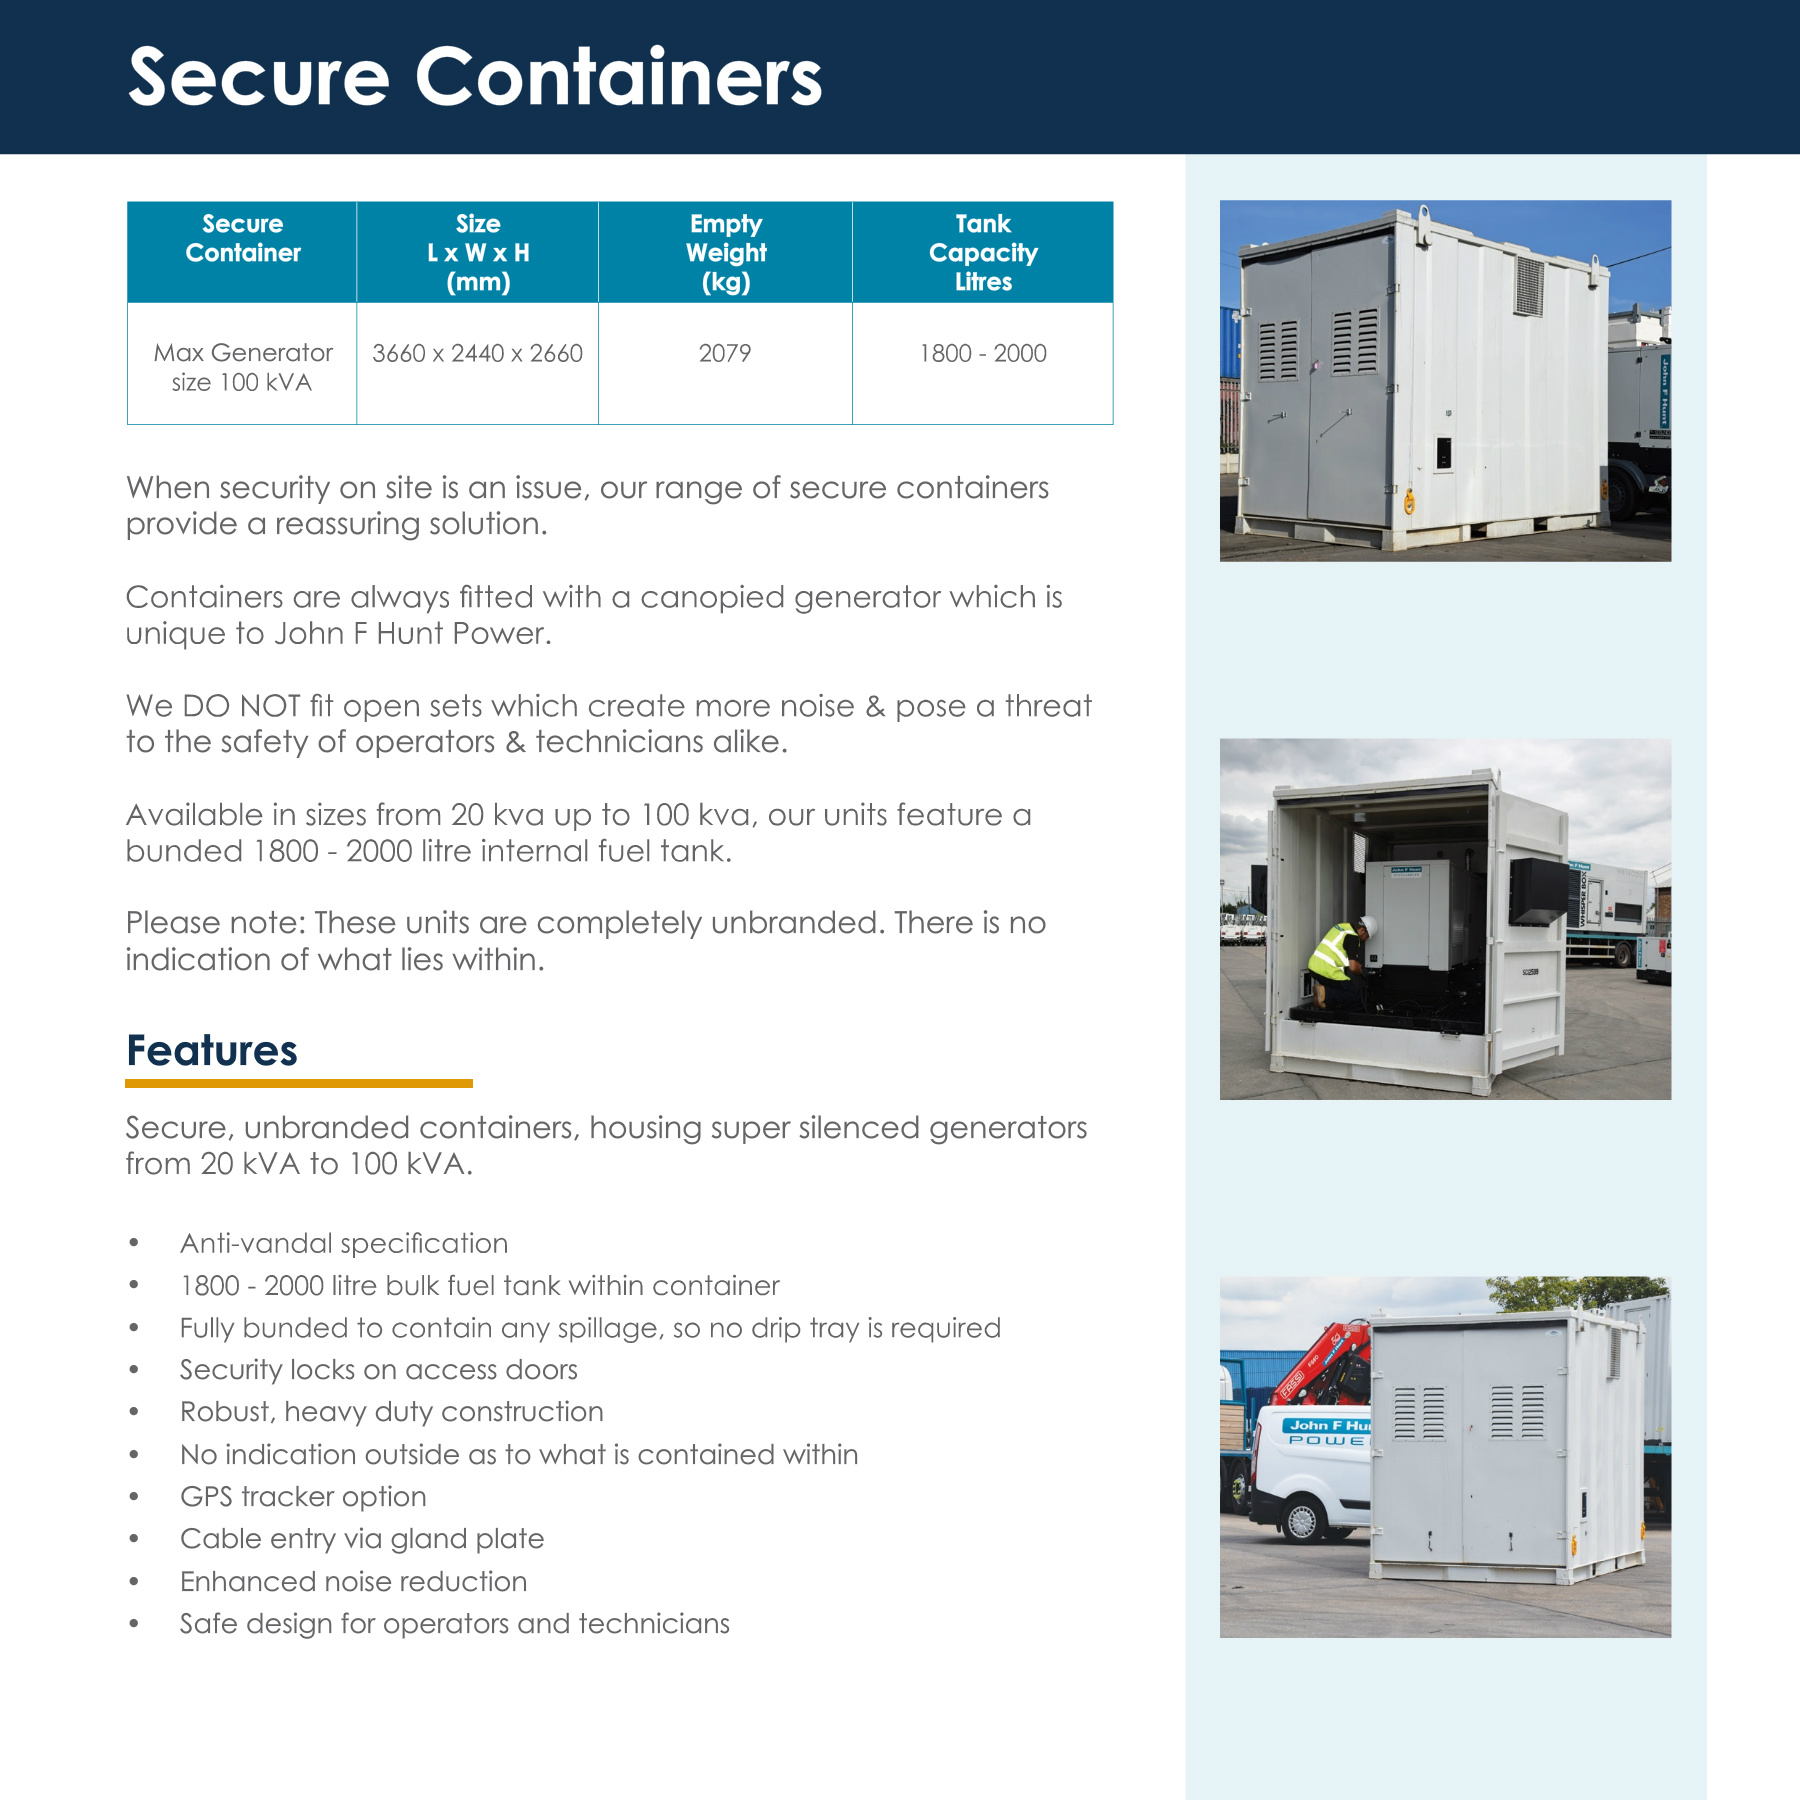 Secure Containers
Secure
Container
Size
L x W x H
(mm)
Empty
Weight
(kg)
Tank
Capacity
Litres
Max Generator
size 100 kVA
3660 x 2440 x 2660
2079
1800 - 2000
When security on site is an issue, our range of secure containers
provide a reassuring solution.
Containers are always fitted with a canopied generator which is
unique to John F Hunt Power.
We DO NOT fit open sets which create more noise & pose a threat
to the safety of operators & technicians alike.
Available in sizes from 20 kva up to 100 kva, our units feature a
bunded 1800 - 2000 litre internal fuel tank.
Please note: These units are completely unbranded. There is no
indication of what lies within.
Features
Secure, unbranded containers, housing super silenced generators
from 20 kVA to 100 kVA.
• Anti-vandal specification
• 1800 - 2000 litre bulk fuel tank within container
• Fully bunded to contain any spillage, so no drip tray is required
• Security locks on access doors
• Robust, heavy duty construction
• No indication outside as to what is contained within
• GPS tracker option
• Cable entry via gland plate
• Enhanced noise reduction
• Safe design for operators and technicians
John F Hunt
John F Hunt
WHISPER BOX
FASSI
John F Hu
POWE